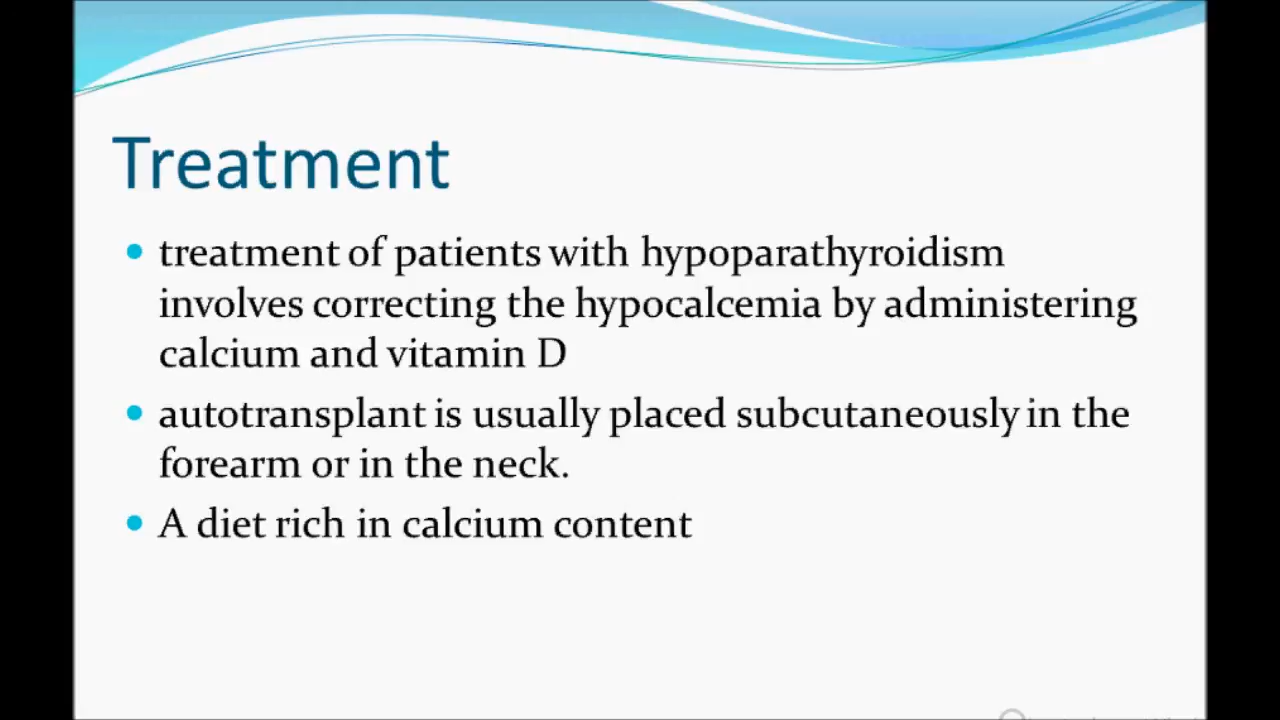 Treatment
• treatment of patients with hypoparathyroidism
involves correcting the hypocalcemia by administering
calcium and vitamin D
• autotransplant is usually placed subcutaneously in the
forearm or in the neck.
• A diet rich in calcium content